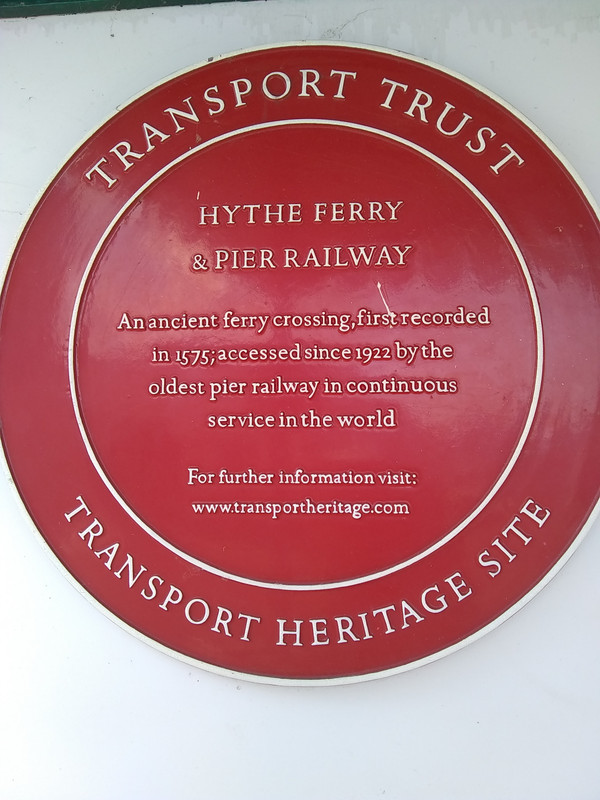 TRANSPORT TRUST
HYTHE FERRY
& PIER RAILWAY
An ancient ferry crossing, first recorded
in 1575; accessed since 1922 by the
oldest pier railway in continuous
service in the world
For further information visit:
www.transportheritage.com
TRANSPORT HERITAGE SITE